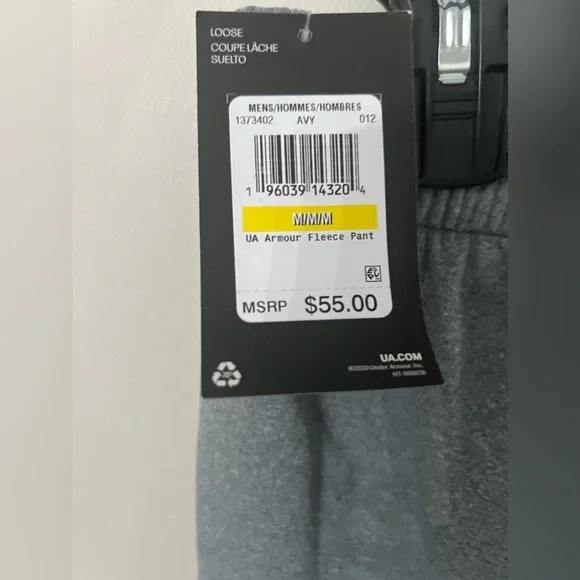 LOOSE
COUPE LÂCHE
SUELTO
MENS/HOMMES/HOMBRES
1373402 AVY 012
1 96039 14320 4
M/M/M
UA Armour Fleece Pant
MSRP $55.00
UA.COM
©2020 Under Armour, Inc.